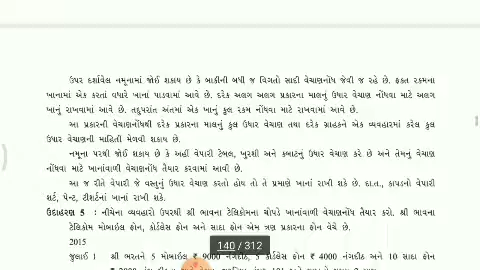 ઉપર દર્શાવેલ નમૂનામાં જોઈ શકાય છે કે બાકીની બધી જ વિગતો સાદી વેચાણનોંધ જેવી જ રહે છે. ફક્ત રકમના
ખાનામાં એક કરતાં વધારે ખાનાં પાડવામાં આવે છે. દરેક અલગ અલગ પ્રકારના માલનું ઉધાર વેચાણ નોંધવા માટે અલગ
ખાનું રાખવામાં આવે છે. તદુપરાંત અંતમાં એક ખાનું કુલ રકમ નોંધવા માટે રાખવામાં આવે છે.
આ પ્રકારની વેચાણનોંધથી દરેક પ્રકારના માલનું કુલ ઉધાર વેચાણ તથા દરેક ગ્રાહકને એક વ્યવહારમાં કરેલ કુલ
ઉધાર વેચાણની માહિતી મેળવી શકાય છે.
નમૂના પરથી જોઈ શકાય છે કે અહીં વેપારી ટેબલ, ખુરશી અને કબાટનું ઉધાર વેચાણ કરે છે અને તેમનું વેચાણ
નોંધવા માટે ખાનાંવાળી વેચાણનોંધ તૈયાર કરવામાં આવી છે.
આ જ રીતે વેપારી જે વસ્તુનું ઉધાર વેચાણ કરતો હોય તો તે પ્રમાણે ખાનાં રાખી શકે છે. દા.ત., કાપડનો વેપારી
શર્ટ, પેન્ટ, ટીશર્ટનાં ખાનાં રાખી શકે.
ઉદાહરણ 5 : નીચેના વ્યવહારો ઉપરથી શ્રી ભાવના ટેલિકોમના ચોપડે ખાનાંવાળી વેચાણનોંધ તૈયાર કરો. શ્રી ભાવના
ટેલિકોમ મોબાઈલ ફોન, કોર્ડલેસ ફોન અને સાદા ફોન એમ ત્રણ પ્રકારના ફોન વેચે છે.
2015
140 / 312
જુલાઈ 1 શ્રી ભરતને 5 મોબાઈલ ₹ 9000 નંગદીઠ, 5 કોર્ડલેસ ફોન ₹ 4000 નંગદીઠ અને 10 સાદા ફોન